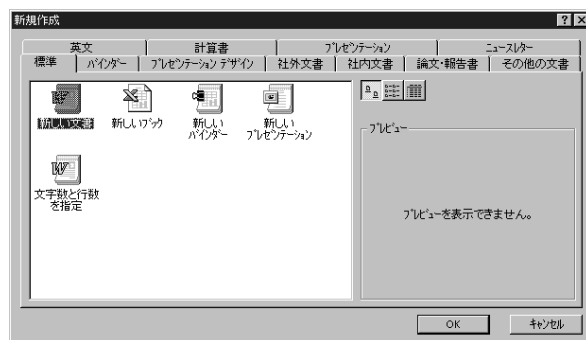 新規作成
英文
計算書
プレゼンテーション
ニュースレター
標準
バインダー
プレゼンテーション デザイン
社外文書
社内文書
論文・報告書
その他の文書
新しい文書
新しいブック
新しい
バインダー
新しい
プレゼンテーション
文字数と行数
を指定
プレビュー
プレビューを表示できません。
OK
キャンセル